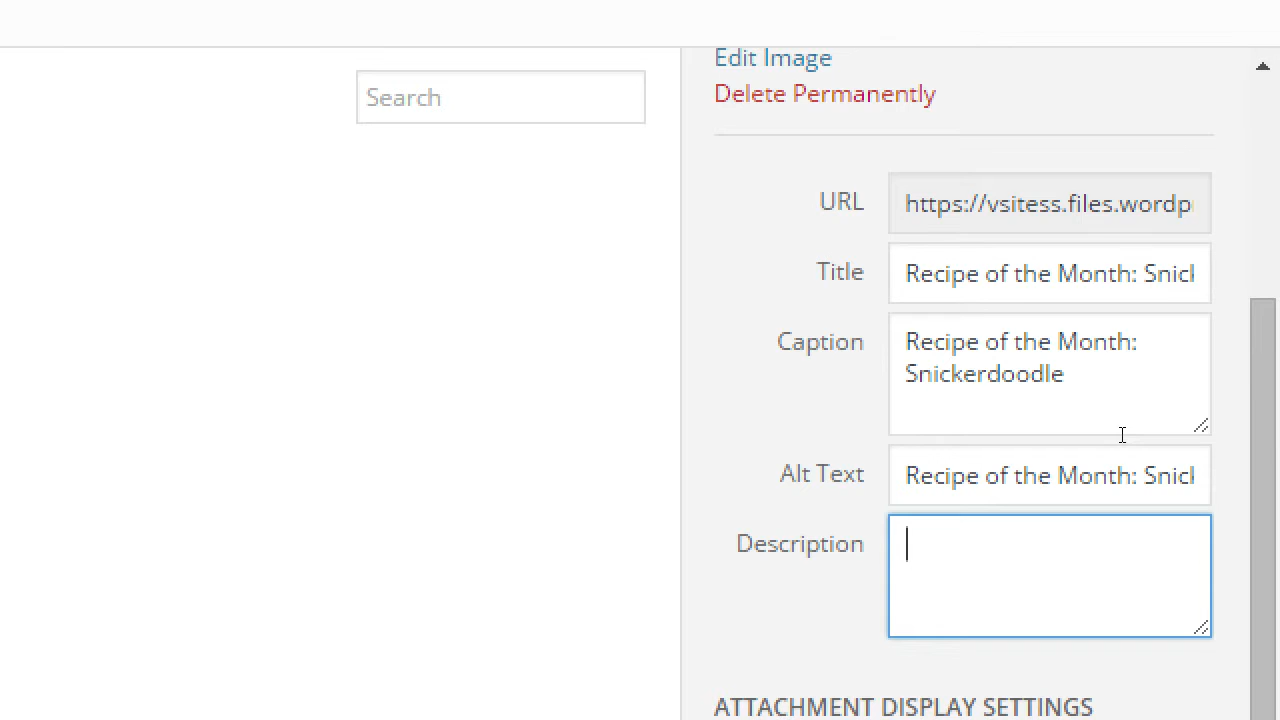 Edit Image
Search
Delete Permanently
URL
https://vsitess.files.wordp
Title
Recipe of the Month: Snick
Caption
Recipe of the Month:
Snickerdoodle
Alt Text
Recipe of the Month: Snick
Description
ATTACHMENT DISPLAY SETTINGS